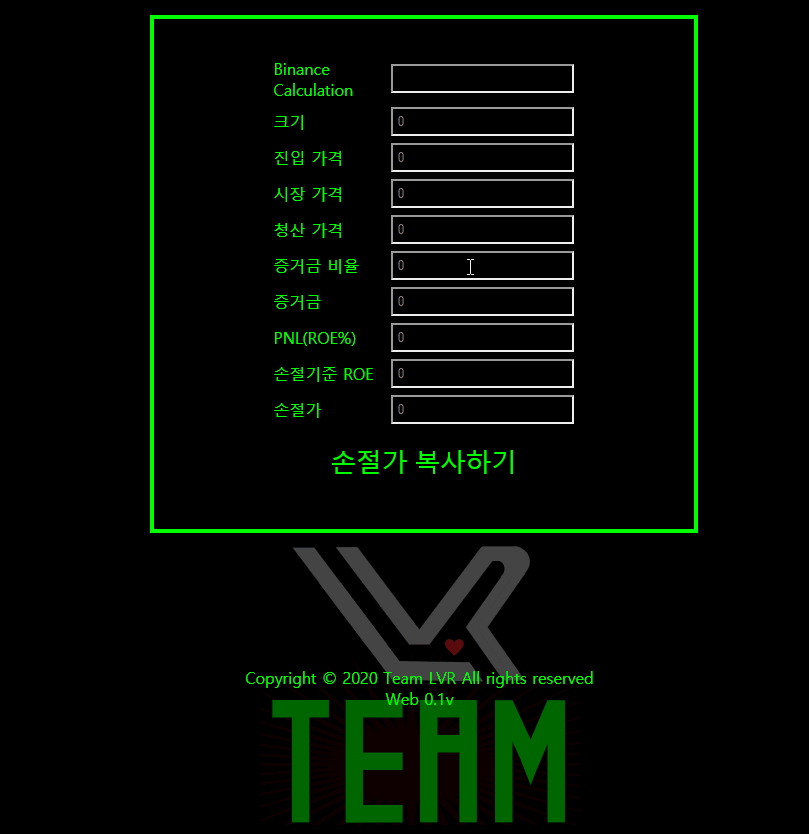 Binance
Calculation
크기 0
진입 가격 0
시장 가격 0
청산 가격 0
증거금 비율 0
증거금 0
PNL(ROE%) 0
손절기준 ROE 0
손절가 0
손절가 복사하기
LVR
Copyright © 2020 Team LVR All rights reserved
Web 0.1v
TEAM